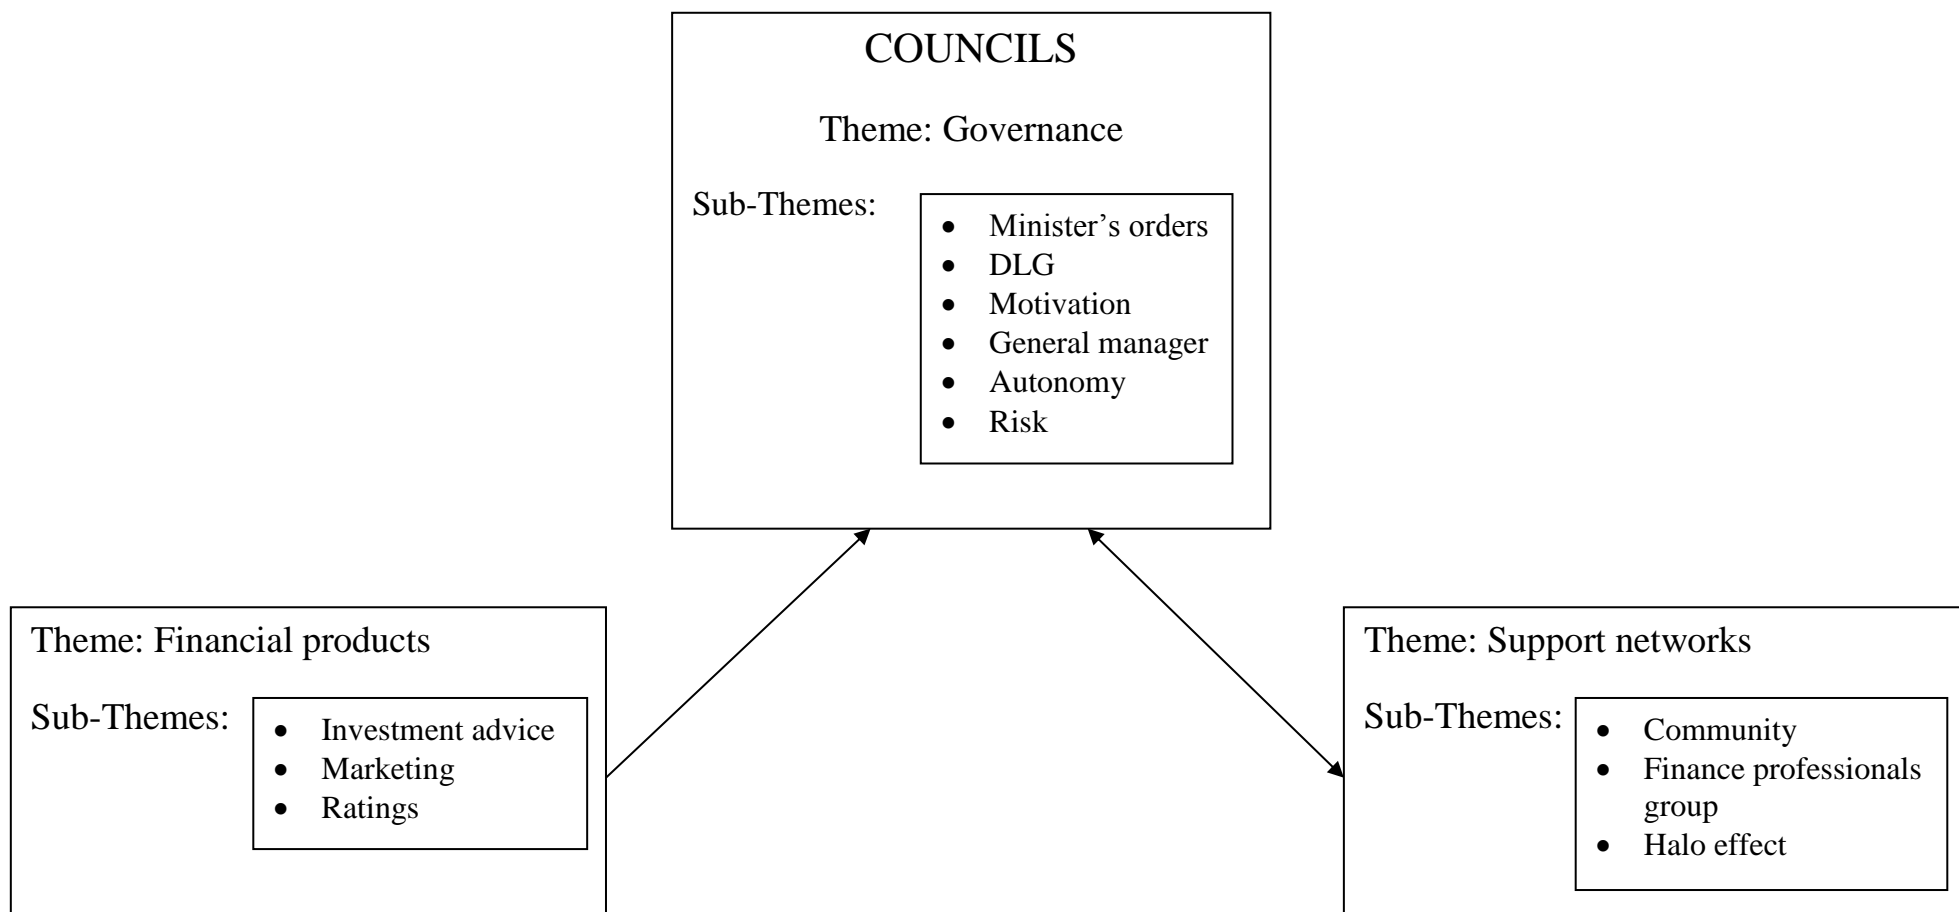 COUNCILS
Theme: Governance
Sub-Themes:
• Minister’s orders
• DLG
• Motivation
• General manager
• Autonomy
• Risk
Theme: Financial products
Sub-Themes:
• Investment advice
• Marketing
• Ratings
Theme: Support networks
Sub-Themes:
• Community
• Finance professionals
group
• Halo effect